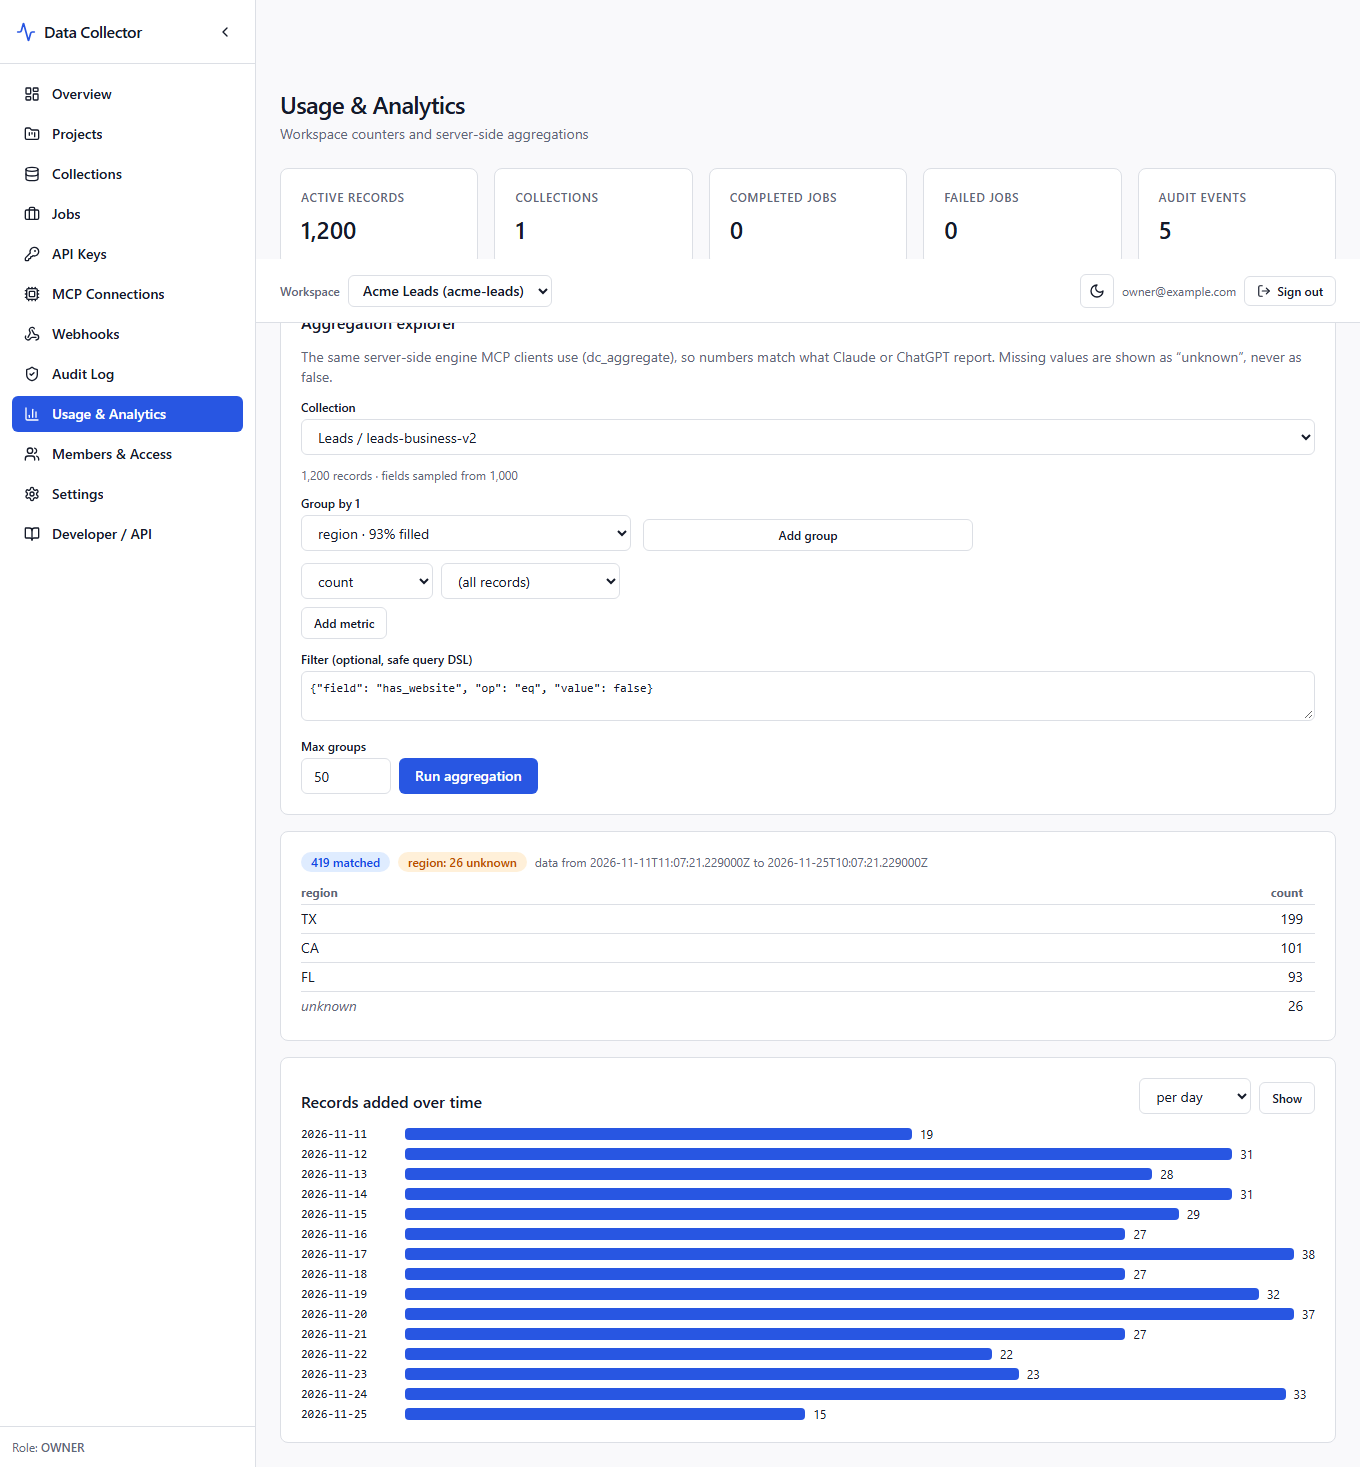 Data Collector
Overview
Projects
Collections
Jobs
API Keys
MCP Connections
Webhooks
Audit Log
Usage & Analytics
Members & Access
Settings
Developer / API
Role: OWNER
Usage & Analytics
Workspace counters and server-side aggregations
ACTIVE RECORDS
1,200
COLLECTIONS
1
COMPLETED JOBS
0
FAILED JOBS
0
AUDIT EVENTS
5
Workspace
Acme Leads (acme-leads)
owner@example.com
Sign out
Aggregation explorer
The same server-side engine MCP clients use (dc_aggregate), so numbers match what Claude or ChatGPT report. Missing values are shown as “unknown”, never as
false.
Collection
Leads / leads-business-v2
1,200 records · fields sampled from 1,000
Group by 1
region · 93% filled
Add group
count
(all records)
Add metric
Filter (optional, safe query DSL)
{"field": "has_website", "op": "eq", "value": false}
Max groups
50
Run aggregation
419 matched
region: 26 unknown
data from 2026-11-11T11:07:21.229000Z to 2026-11-25T10:07:21.229000Z
region count
TX 199
CA 101
FL 93
unknown 26
Records added over time
per day
Show
2026-11-11 19
2026-11-12 31
2026-11-13 28
2026-11-14 31
2026-11-15 29
2026-11-16 27
2026-11-17 38
2026-11-18 27
2026-11-19 32
2026-11-20 37
2026-11-21 27
2026-11-22 22
2026-11-23 23
2026-11-24 33
2026-11-25 15